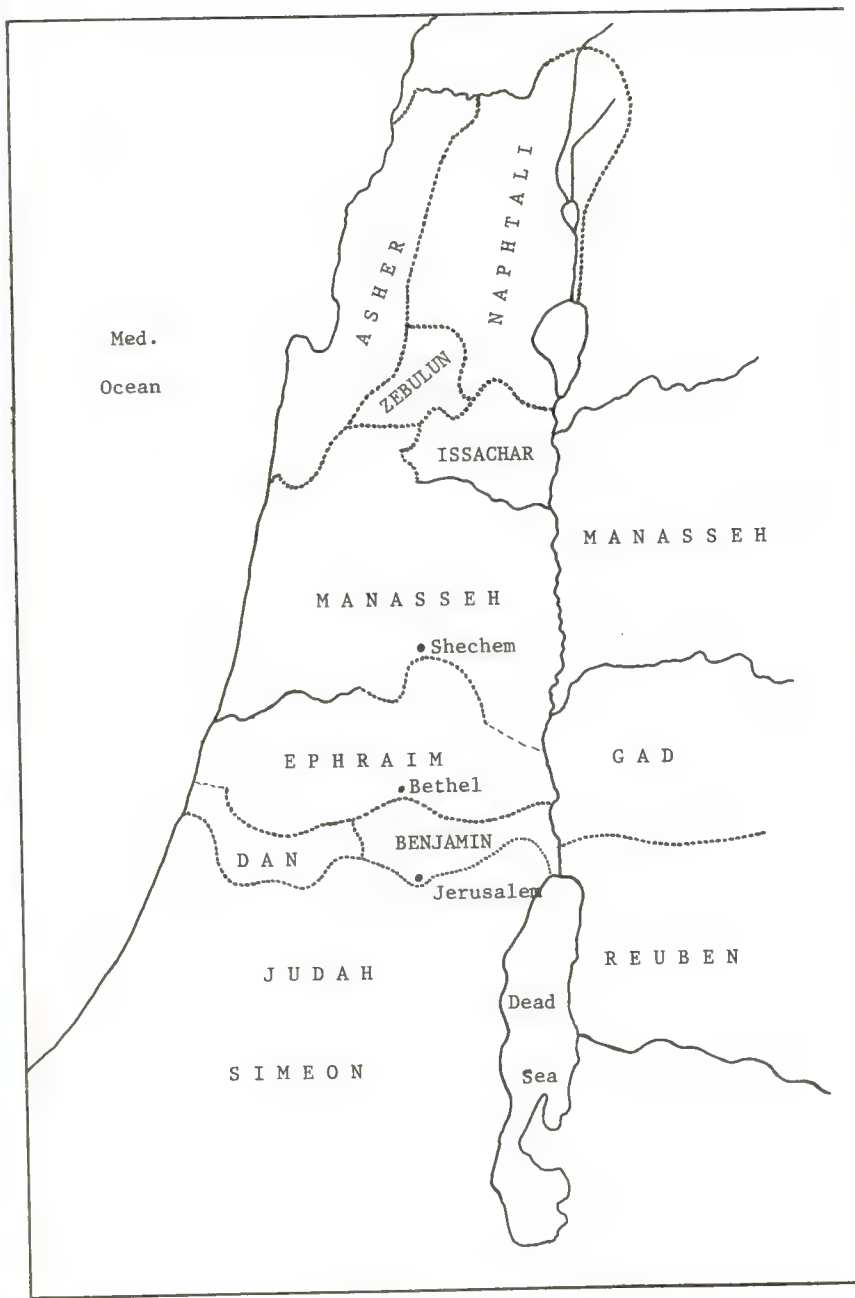 NAPHTALI
ASHER
Med.
Ocean
ZEBULUN
ISSACHAR
MANASSEH
MANASSEH
Shechem
EPHRAIM
GAD
Bethel
BENJAMIN
DAN
Jerusalem
REUBEN
JUDAH
Dead
SIMEON
Sea